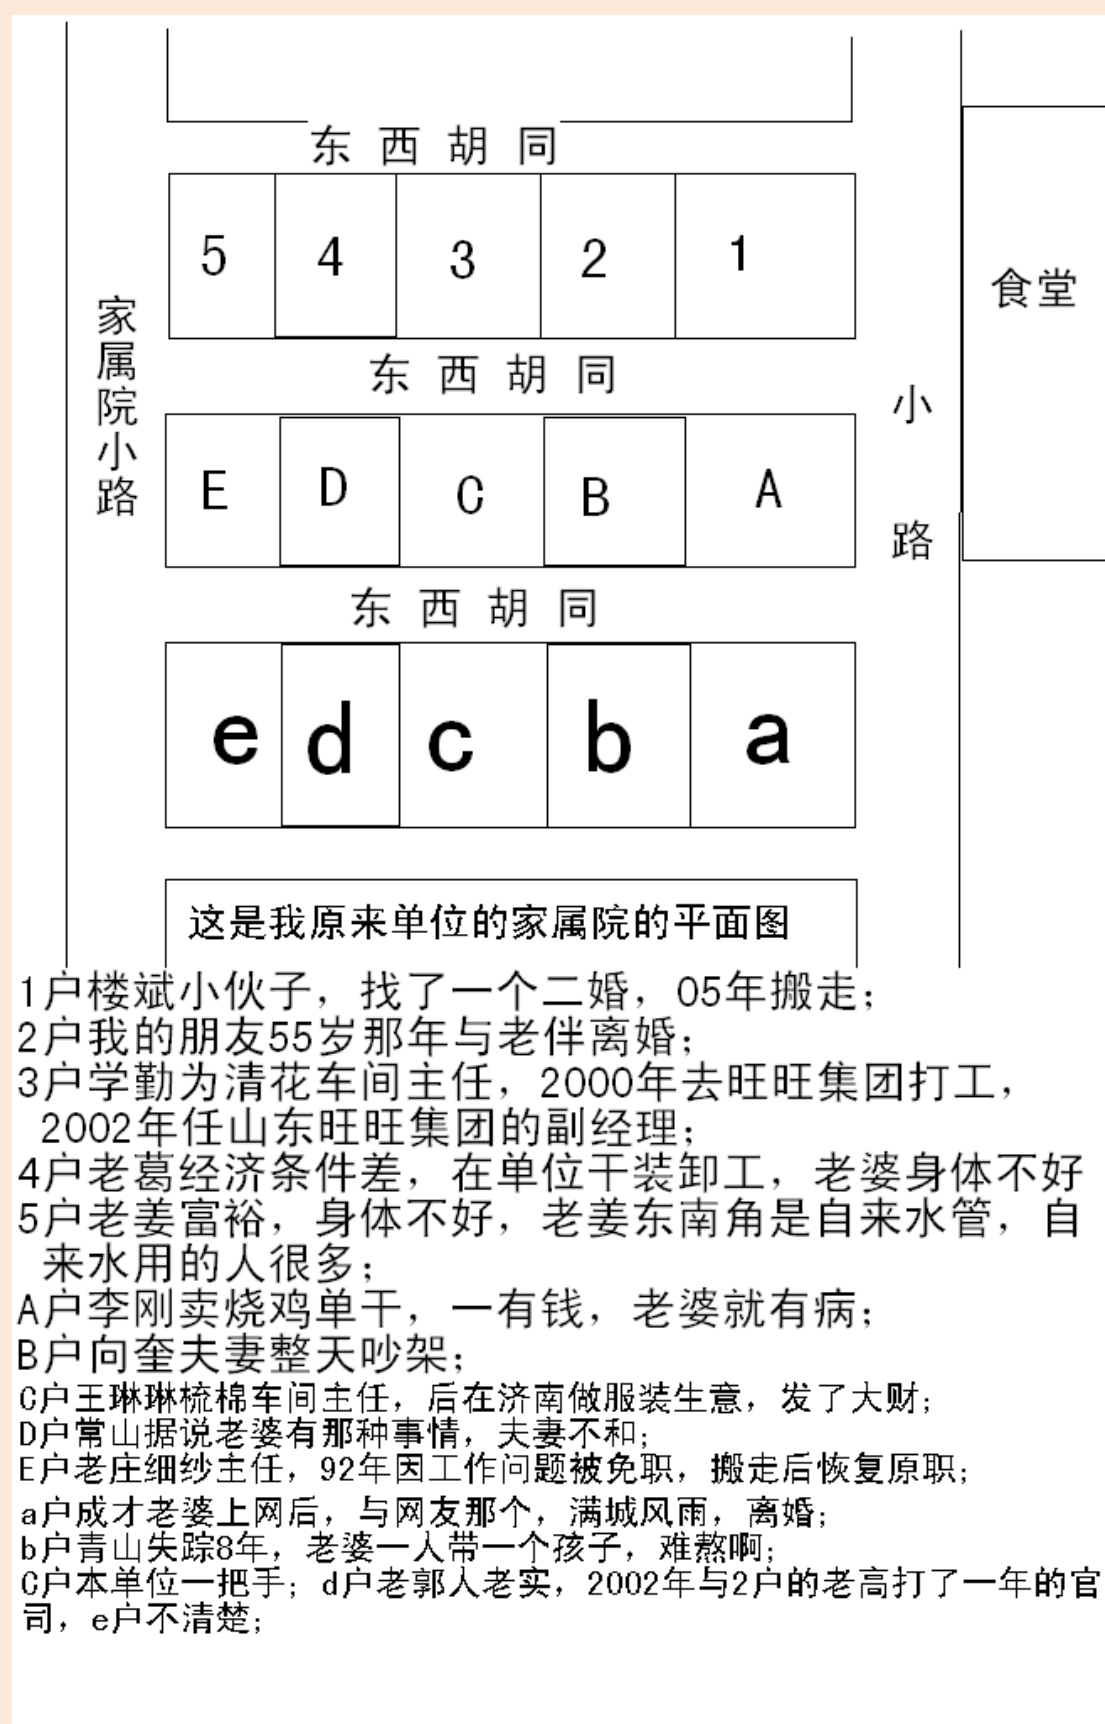 东西胡同
5 4 3 2 1
食堂
家属院小路
东西胡同
小路
E D C B A
东西胡同
e d c b a
这是我原来单位的家属院的平面图
1户楼斌小伙子，找了一个二婚，05年搬走；
2户我的朋友55岁那年与老伴离婚；
3户学勤为清花车间主任，2000年去旺旺集团打工，
2002年任山东旺旺集团的副经理；
4户老葛经济条件差，在单位干装卸工，老婆身体不好
5户老姜富裕，身体不好，老姜东南角是自来水管，自
来水用的人很多；
A户李刚卖烧鸡单干，一有钱，老婆就有病；
B户向奎夫妻整天吵架；
C户王琳琳梳棉车间主任，后在济南做服装生意，发了大财；
D户常山据说老婆有那种事情，夫妻不和；
E户老庄细纱主任，92年因工作问题被免职，搬走后恢复原职；
a户成才老婆上网后，与网友那个，满城风雨，离婚；
b户青山失踪8年，老婆一人带一个孩子，难熬啊；
C户本单位一把手；d户老郭人老实，2002年与2户的老高打了一年的官
司，e户不清楚；